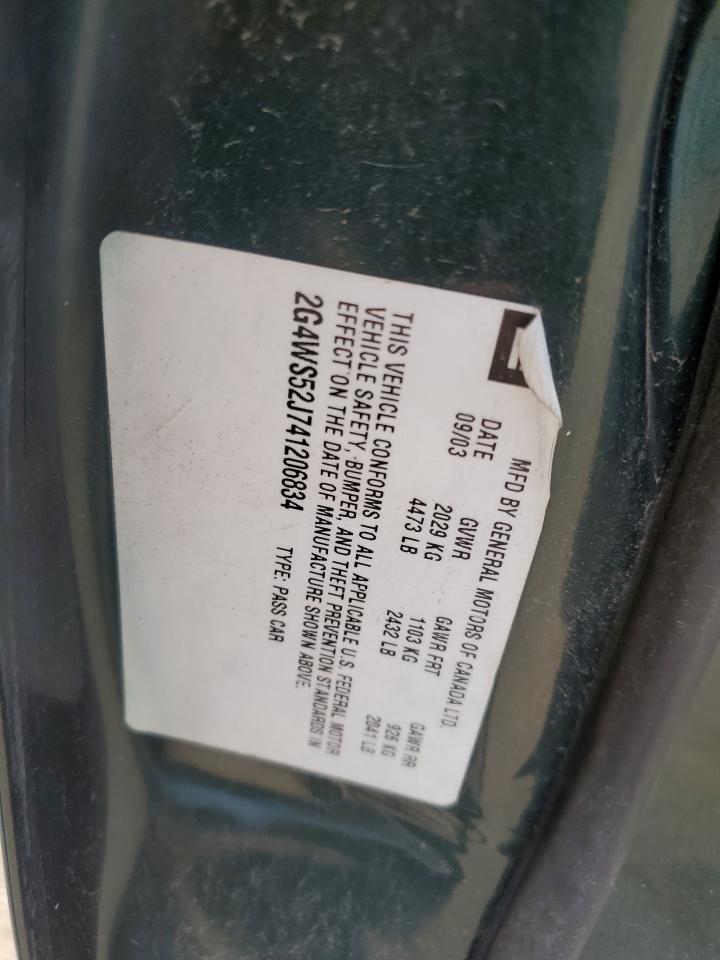 MFD BY GENERAL MOTORS OF CANADA LTD.
DATE GVWR GAWR FRT GAWR RR
09/03 2029 KG 1103 KG 926 KG
4473 LB 2432 LB 2041 LB
THIS VEHICLE CONFORMS TO ALL APPLICABLE U.S. FEDERAL MOTOR
VEHICLE SAFETY, BUMPER, AND THEFT PREVENTION STANDARDS IN
EFFECT ON THE DATE OF MANUFACTURE SHOWN ABOVE.
2G4WS52J741206834 TYPE: PASS CAR